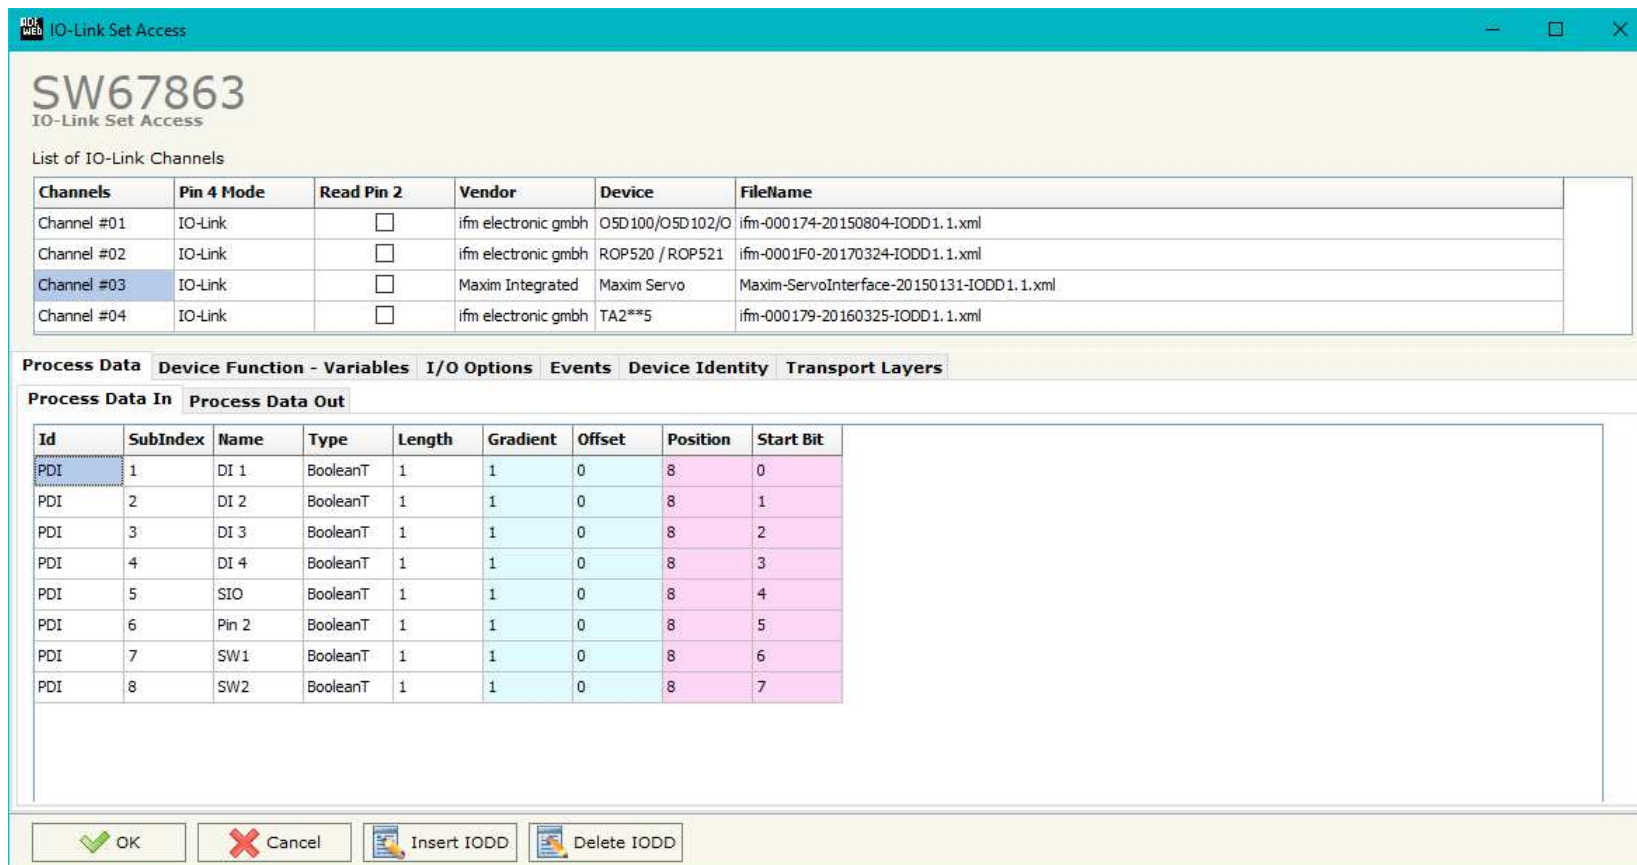 ADF WEB IO-Link Set Access
SW67863
IO-Link Set Access
List of IO-Link Channels
Channels Pin 4 Mode Read Pin 2 Vendor Device FileName
Channel #01 IO-Link ifm electronic gmbh O5D100/O5D102/O ifm-000174-20150804-IODD1.1.xml
Channel #02 IO-Link ifm electronic gmbh ROP520 / ROP521 ifm-0001F0-20170324-IODD1.1.xml
Channel #03 IO-Link Maxim Integrated Maxim Servo Maxim-ServoInterface-20150131-IODD1.1.xml
Channel #04 IO-Link ifm electronic gmbh TA2**5 ifm-000179-20160325-IODD1.1.xml
Process Data Device Function - Variables I/O Options Events Device Identity Transport Layers
Process Data In Process Data Out
Id SubIndex Name Type Length Gradient Offset Position Start Bit
PDI 1 DI 1 BooleanT 1 1 0 8 0
PDI 2 DI 2 BooleanT 1 1 0 8 1
PDI 3 DI 3 BooleanT 1 1 0 8 2
PDI 4 DI 4 BooleanT 1 1 0 8 3
PDI 5 SIO BooleanT 1 1 0 8 4
PDI 6 Pin 2 BooleanT 1 1 0 8 5
PDI 7 SW1 BooleanT 1 1 0 8 6
PDI 8 SW2 BooleanT 1 1 0 8 7
OK Cancel Insert IODD Delete IODD